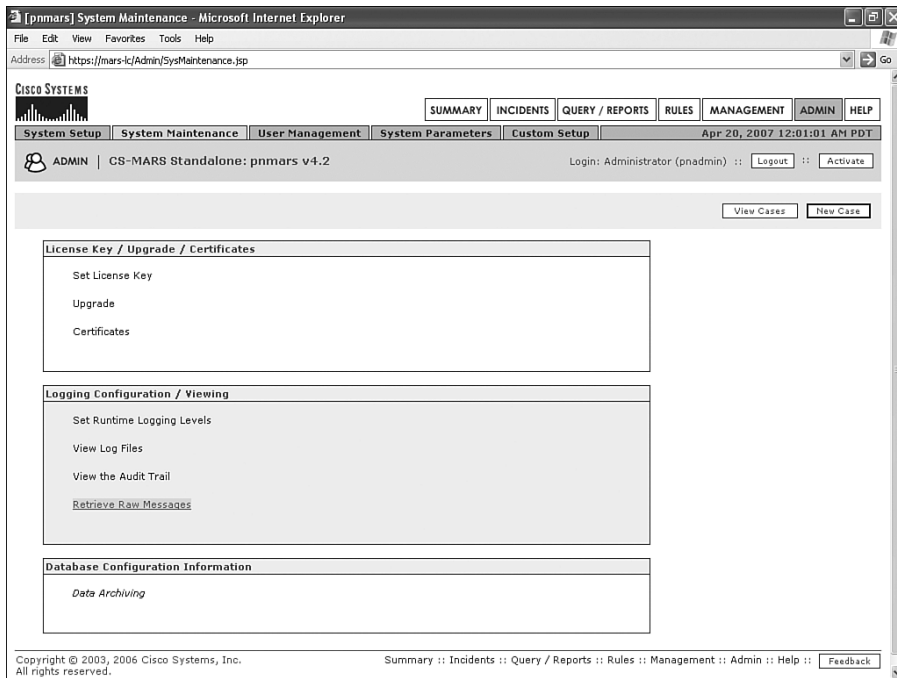 [pnmars] System Maintenance - Microsoft Internet Explorer
File Edit View Favorites Tools Help
Address https://mars-lc/Admin/SysMaintenance.jsp Go
CISCO SYSTEMS
SUMMARY INCIDENTS QUERY / REPORTS RULES MANAGEMENT ADMIN HELP
System Setup System Maintenance User Management System Parameters Custom Setup Apr 20, 2007 12:01:01 AM PDT
ADMIN | CS-MARS Standalone: pnmars v4.2 Login: Administrator (pnadmin) :: Logout :: Activate
View Cases New Case
License Key / Upgrade / Certificates
Set License Key
Upgrade
Certificates
Logging Configuration / Viewing
Set Runtime Logging Levels
View Log Files
View the Audit Trail
Retrieve Raw Messages
Database Configuration Information
Data Archiving
Copyright © 2003, 2006 Cisco Systems, Inc. Summary :: Incidents :: Query / Reports :: Rules :: Management :: Admin :: Help :: Feedback
All rights reserved.